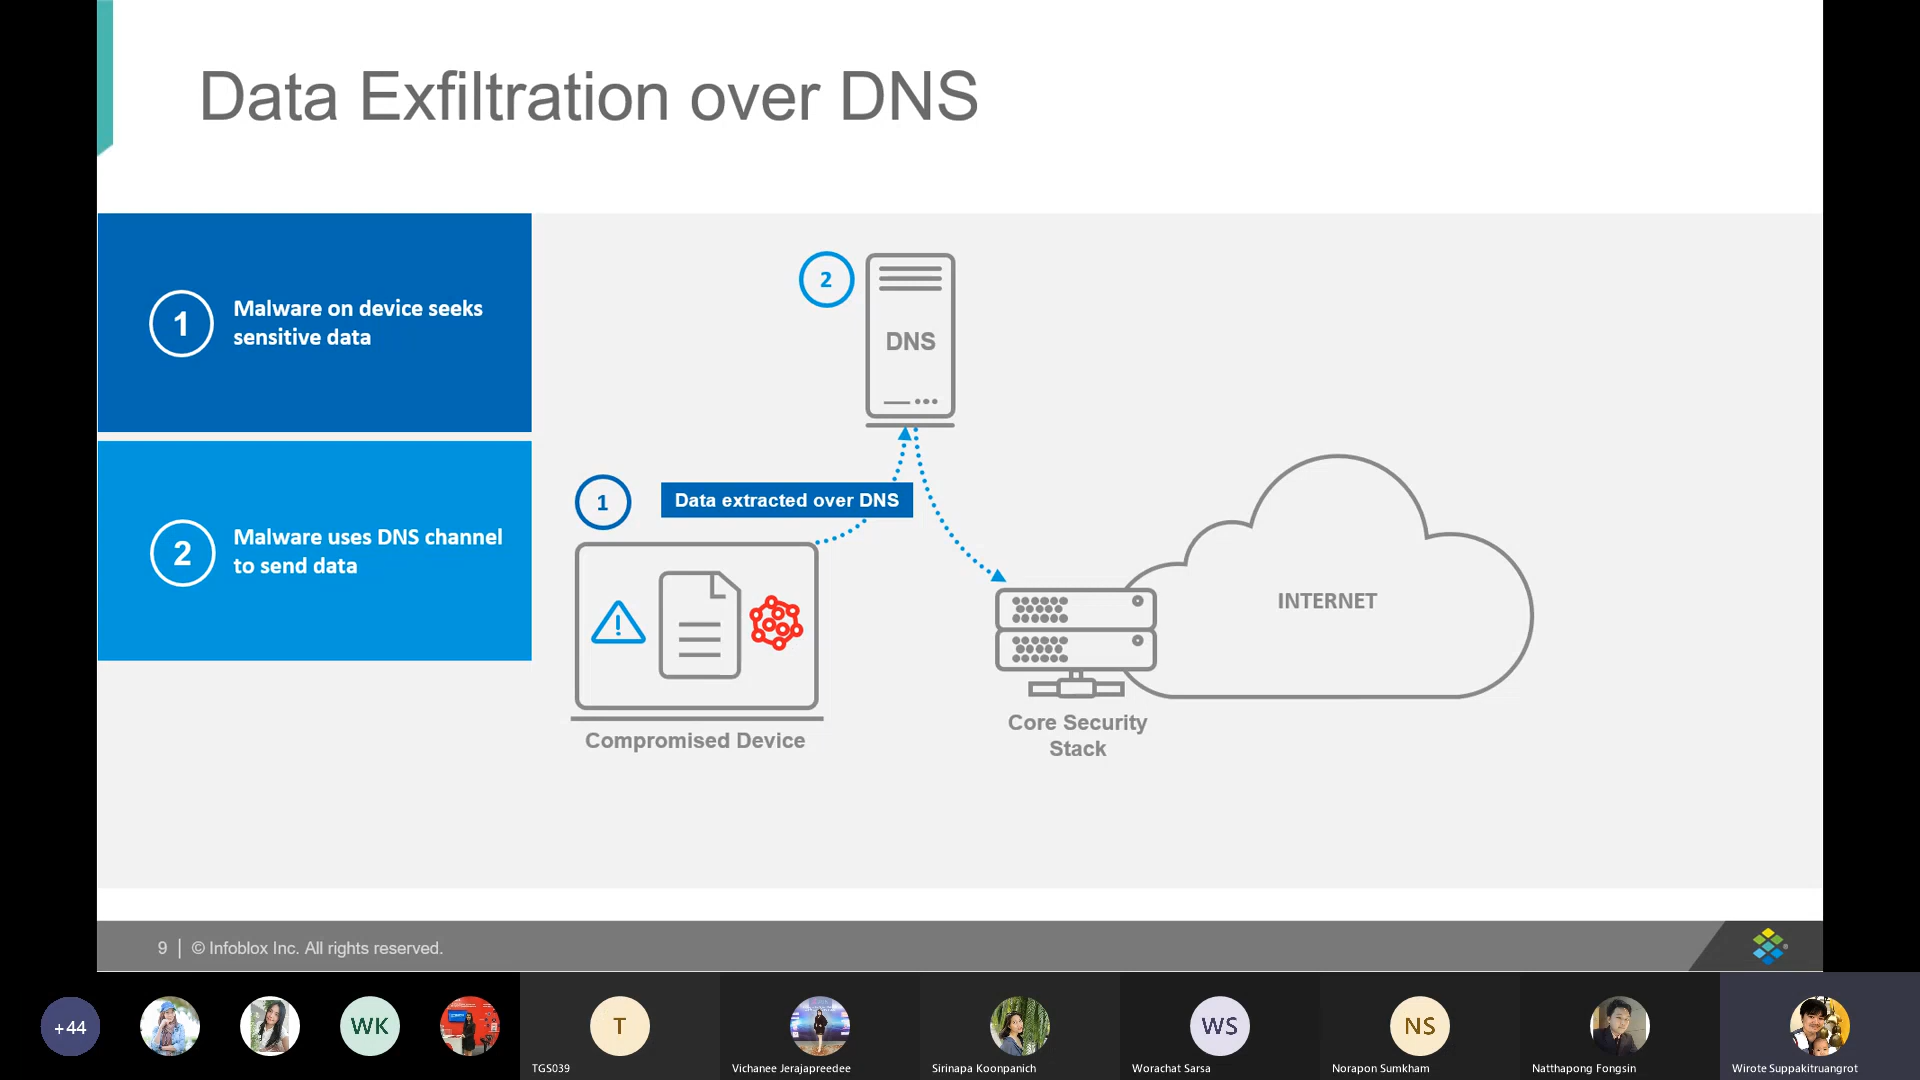 Data Exfiltration over DNS
1
Malware on device seeks
sensitive data
2
Malware uses DNS channel
to send data
2
DNS
1
Data extracted over DNS
INTERNET
Core Security
Stack
Compromised Device
9 | © Infoblox Inc. All rights reserved.
+44
WK
T
TGS039
Vichanee Jerajapreedee
Sirinapa Koonpanich
WS
Worachat Sarsa
NS
Norapon Sumkham
Natthapong Fongsin
Wirote Suppakitruangrot